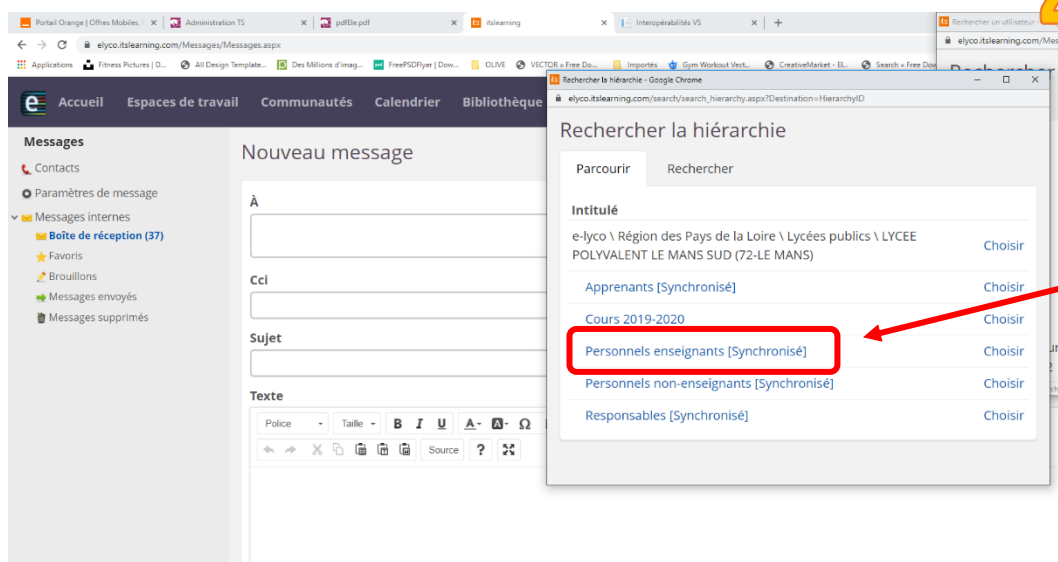 Portail Orange | Offres Mobiles, I
Administration TS
pdfEle.pdf
itslearning
Interopérabilités VS
Rechercher un utilisateur -
elyco.itslearning.com/Messages/Messages.aspx
elyco.itslearning.com/Mes
Applications
Fitness Pictures | D...
All Design Template...
Des Millions d'imag...
FreePSDFlyer | Dow...
OLIVE
VECTOR » Free Do...
Importés
Gym Workout Vect...
CreativeMarket - El...
Search » Free Dow
Rechercher
Accueil
Espaces de travail
Communautés
Calendrier
Bibliothèque
Rechercher la hiérarchie - Google Chrome
elyco.itslearning.com/search/search_hierarchy.aspx?Destination=HierarchyID
Messages
Contacts
Paramètres de message
Messages internes
Boîte de réception (37)
Favoris
Brouillons
Messages envoyés
Messages supprimés
Nouveau message
À
Cci
Sujet
Texte
Police
Taille
B I U A A Ω
Source ?
Rechercher la hiérarchie
Parcourir
Rechercher
Intitulé
e-lyco \ Région des Pays de la Loire \ Lycées publics \ LYCEE
POLYVALENT LE MANS SUD (72-LE MANS)
Choisir
Apprenants [Synchronisé] Choisir
Cours 2019-2020 Choisir
Personnels enseignants [Synchronisé] Choisir
Personnels non-enseignants [Synchronisé] Choisir
Responsables [Synchronisé] Choisir